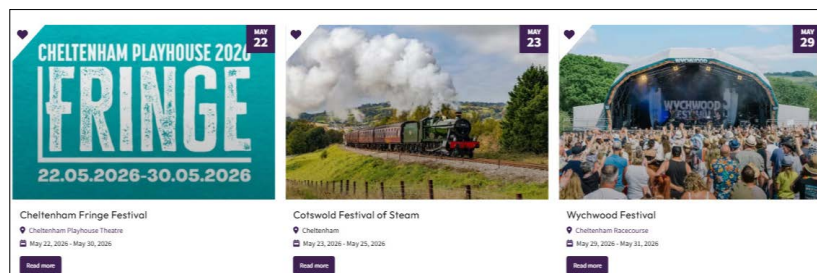 CHELTENHAM PLAYHOUSE 2026
FRINGE
22.05.2026-30.05.2026
MAY
22
Cheltenham Fringe Festival
Cheltenham Playhouse Theatre
May 22, 2026 - May 30, 2026
Read more
MAY
23
Cotswold Festival of Steam
Cheltenham
May 23, 2026 - May 25, 2026
Read more
MAY
29
WYCHWOOD
WYCHWOOD
FESTIVAL
Wychwood Festival
Cheltenham Racecourse
May 29, 2026 - May 31, 2026
Read more